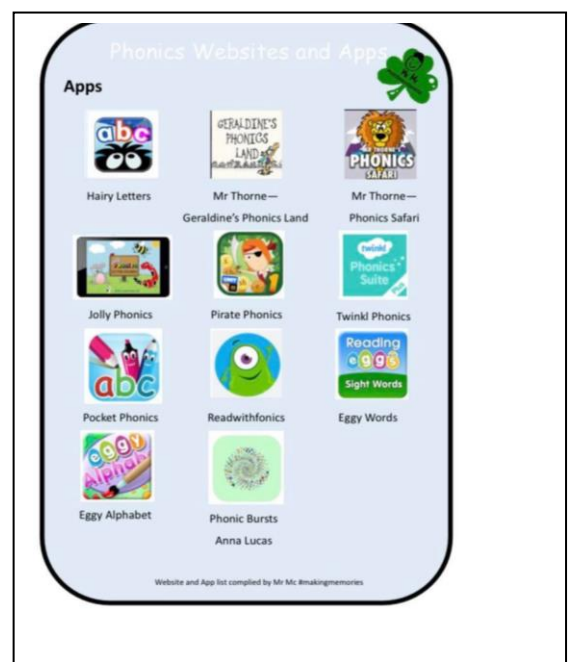 Phonics Websites and Apps
Apps
abc
GERALDINE'S
PHONICS
LAND
MR THORNE'S
PHONICS
SAFARI
Hairy Letters
Mr Thorne—
Geraldine's Phonics Land
Mr Thorne—
Phonics Safari
twinkl
Phonics
Suite
Plus
Jolly Phonics
Pirate Phonics
Twinkl Phonics
abc
Reading
eggs
Sight Words
Pocket Phonics
Readwithfonics
Eggy Words
eggy
Alphabet
Eggy Alphabet
Phonic Bursts
Anna Lucas
Website and App list complied by Mr Mc #makingmemories